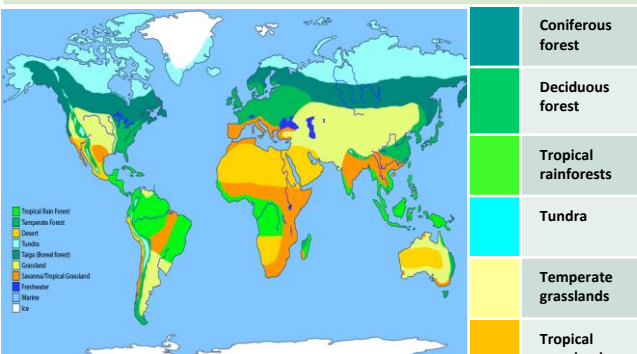 Tropical Rain Forest
Temperate Forest
Desert
Tundra
Taiga (Boreal forest)
Grassland
Savanna/Tropical Grassland
Freshwater
Marine
Ice
Coniferous
forest
Deciduous
forest
Tropical
rainforests
Tundra
Temperate
grasslands
Tropical